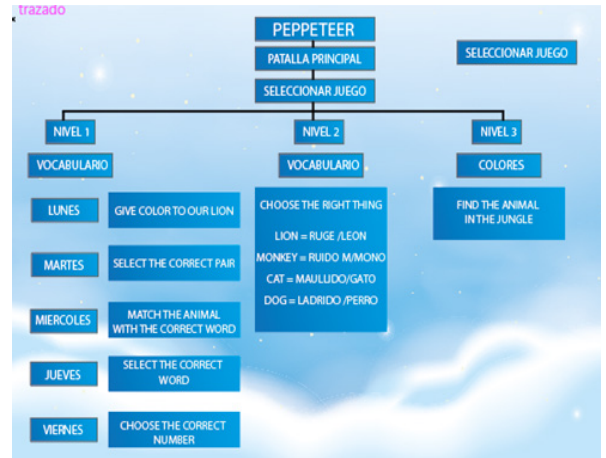 trazado
PEPPETEER
PATALLA PRINCIPAL
SELECCIONAR JUEGO
SELECCIONAR JUEGO
NIVEL 1
NIVEL 2
NIVEL 3
VOCABULARIO
VOCABULARIO
COLORES
LUNES
GIVE COLOR TO OUR LION
MARTES
SELECT THE CORRECT PAIR
MIERCOLES
MATCH THE ANIMAL
WITH THE CORRECT WORD
JUEVES
SELECT THE CORRECT
WORD
VIERNES
CHOOSE THE CORRECT
NUMBER
CHOOSE THE RIGHT THING
LION = RUGE /LEON
MONKEY = RUIDO M/MONO
CAT = MAULLIDO/GATO
DOG = LADRIDO /PERRO
FIND THE ANIMAL
IN THE JUNGLE